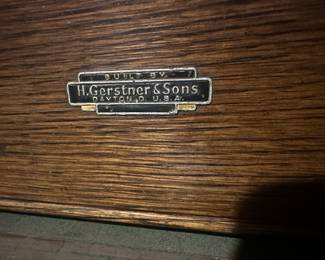 BUILT BY
H. Gerstner & Sons
DAYTON, O. U.S.A.